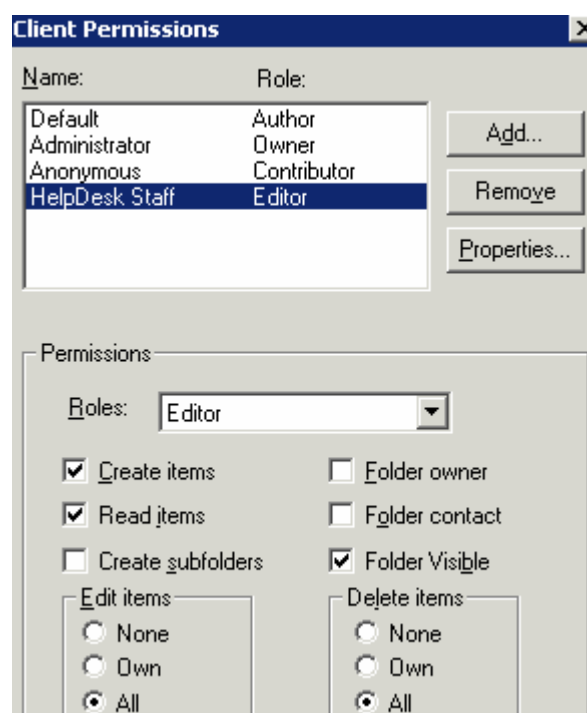 Client Permissions
Name: Role:
Default Author
Administrator Owner
Anonymous Contributor
HelpDesk Staff Editor
Add...
Remove
Properties...
Permissions
Roles: Editor
Create items Folder owner
Read items Folder contact
Create subfolders Folder Visible
Edit items Delete items
None None
Own Own
All All